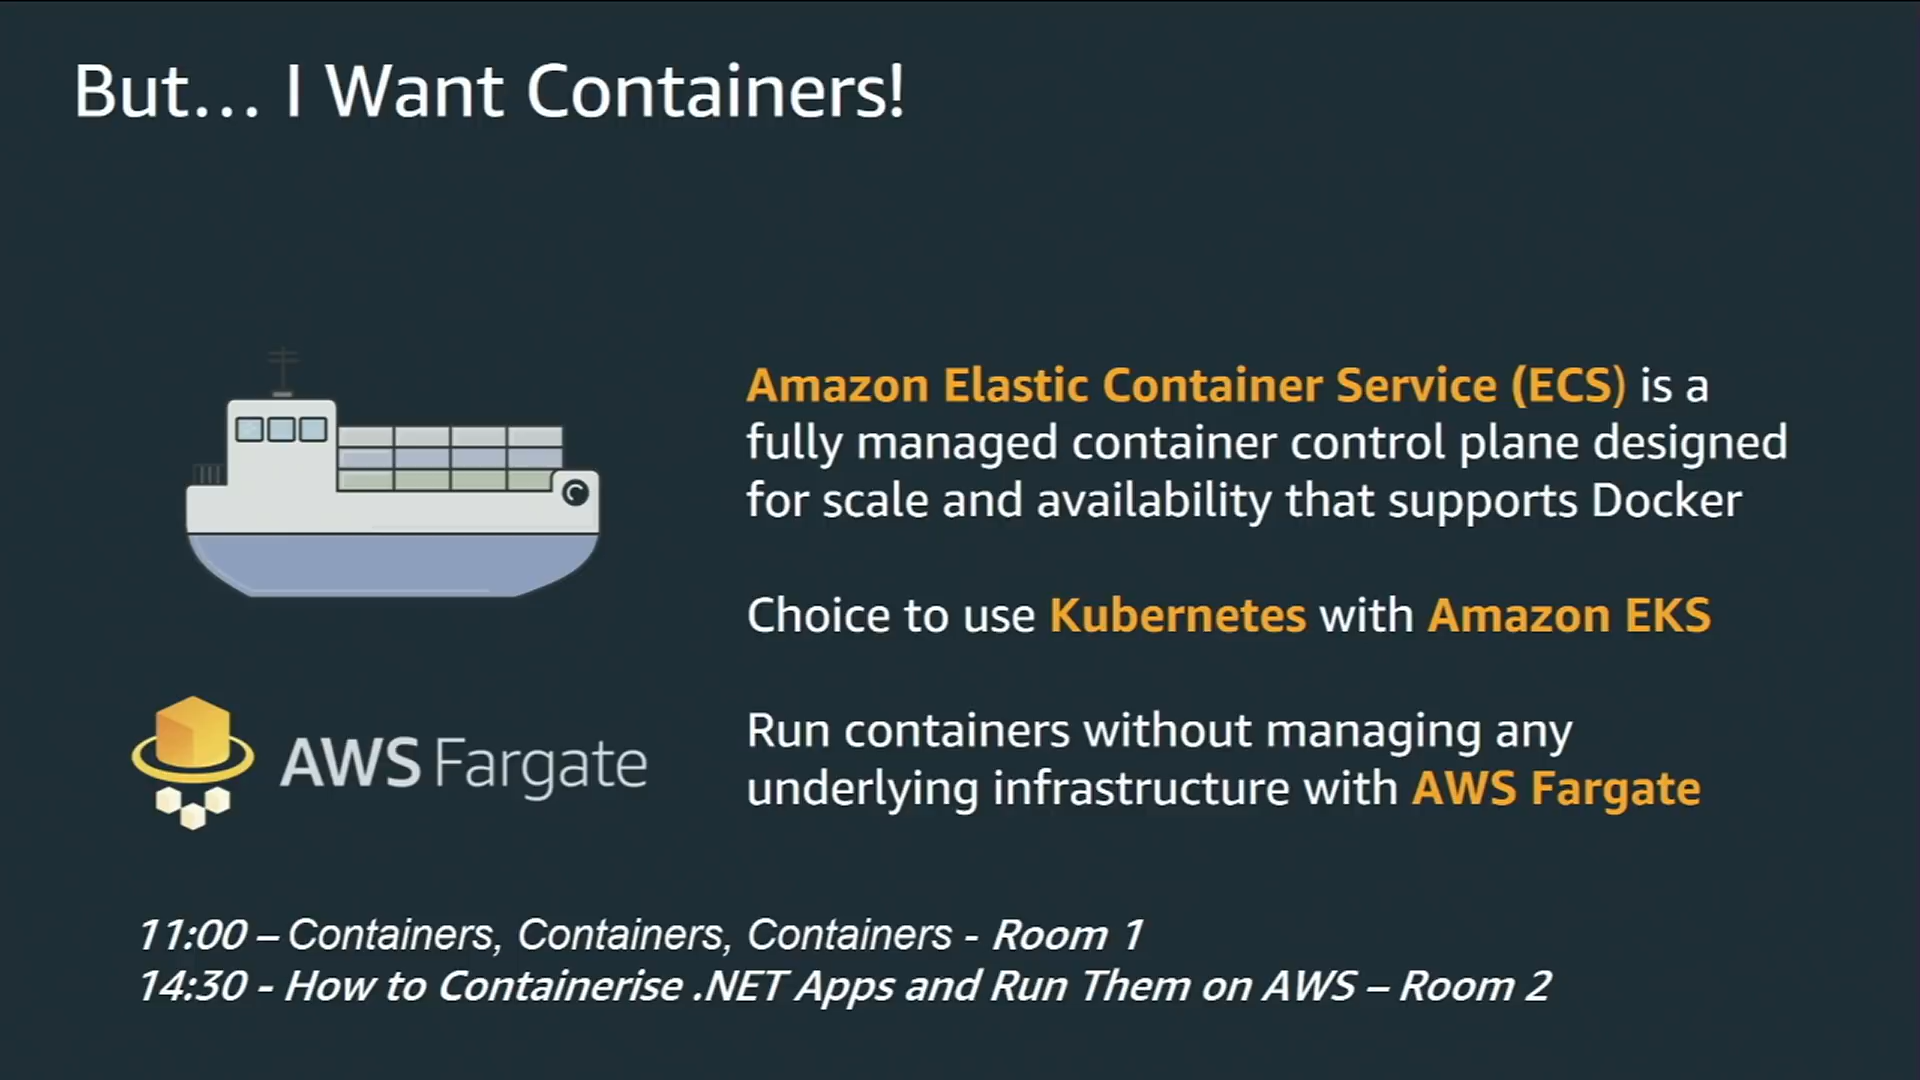 But... I Want Containers!
Amazon Elastic Container Service (ECS) is a
fully managed container control plane designed
for scale and availability that supports Docker
Choice to use Kubernetes with Amazon EKS
AWS Fargate
Run containers without managing any
underlying infrastructure with AWS Fargate
11:00 – Containers, Containers, Containers - Room 1
14:30 - How to Containerise .NET Apps and Run Them on AWS – Room 2